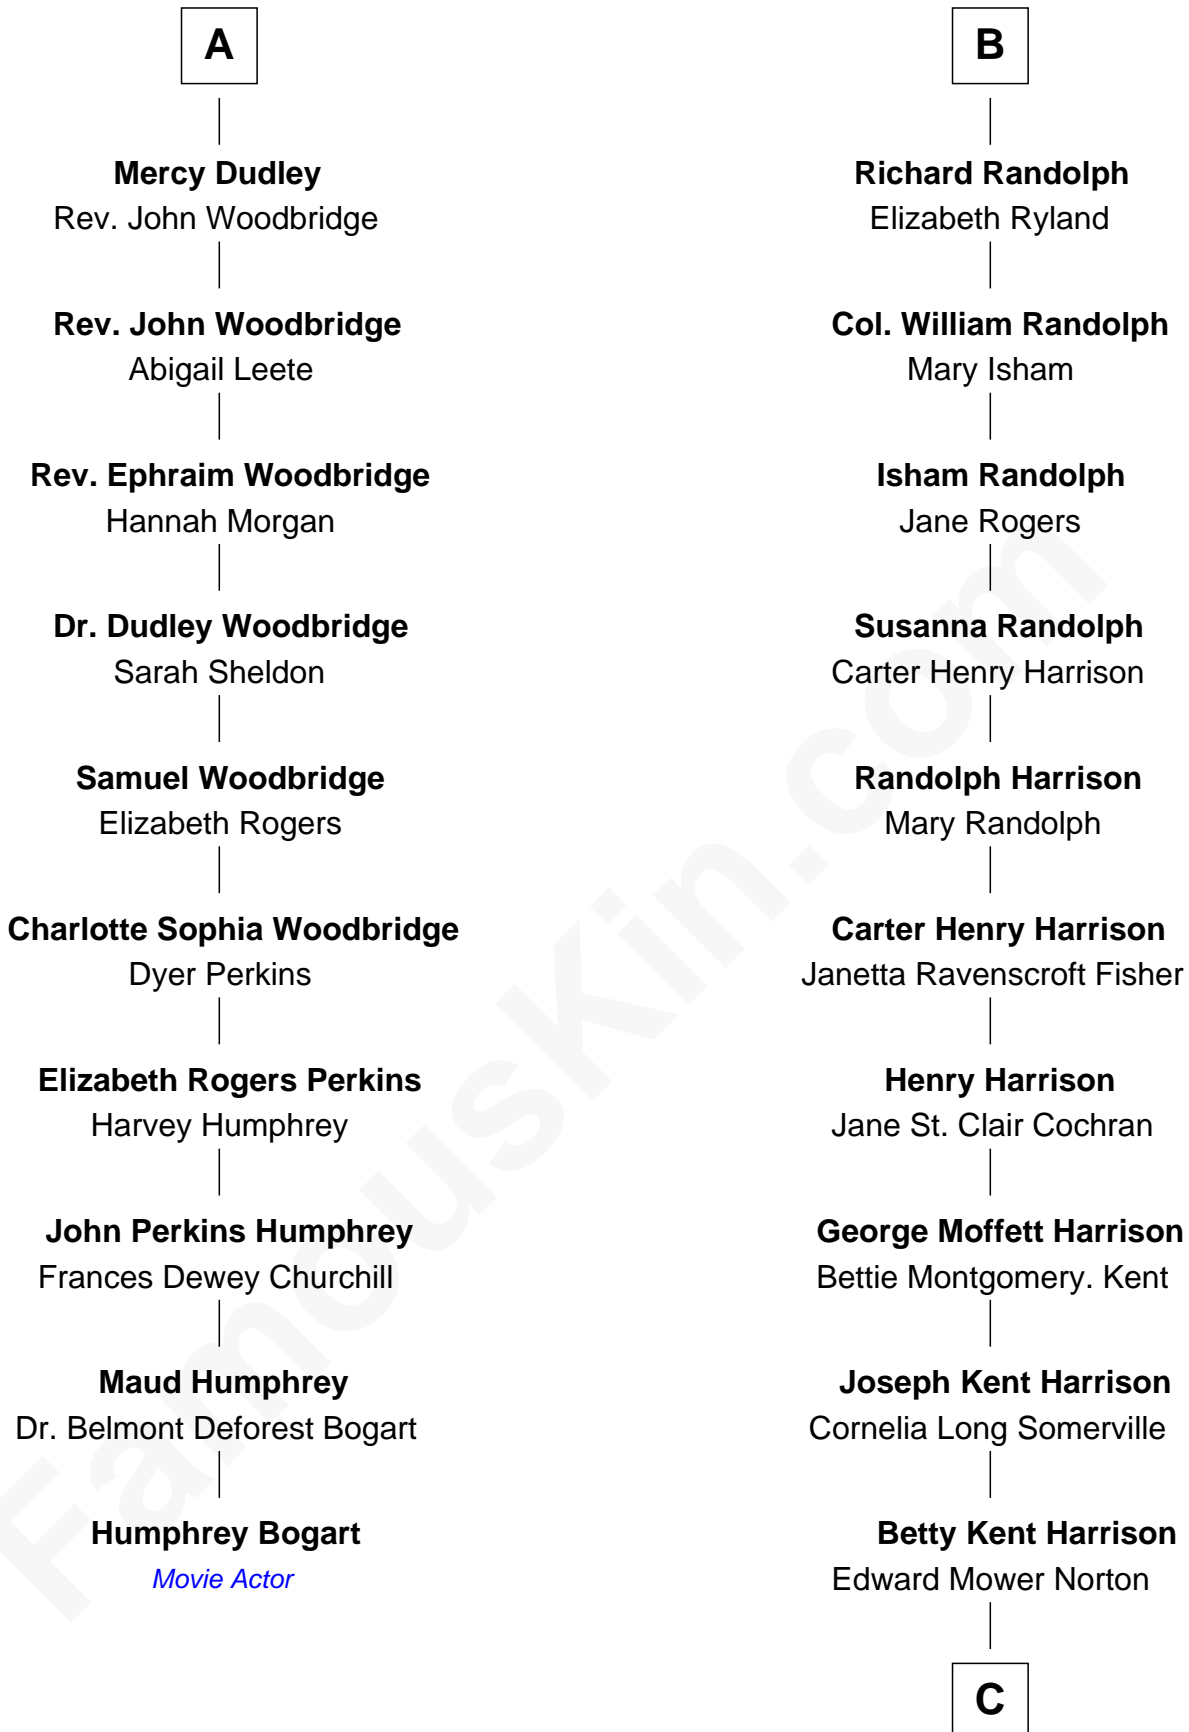 A
Mercy Dudley
Rev. John Woodbridge
Rev. John Woodbridge
Abigail Leete
Rev. Ephraim Woodbridge
Hannah Morgan
Dr. Dudley Woodbridge
Sarah Sheldon
Samuel Woodbridge
Elizabeth Rogers
Charlotte Sophia Woodbridge
Dyer Perkins
Elizabeth Rogers Perkins
Harvey Humphrey
John Perkins Humphrey
Frances Dewey Churchill
Maud Humphrey
Dr. Belmont Deforest Bogart
Humphrey Bogart
Movie Actor
B
Richard Randolph
Elizabeth Ryland
Col. William Randolph
Mary Isham
Isham Randolph
Jane Rogers
Susanna Randolph
Carter Henry Harrison
Randolph Harrison
Mary Randolph
Carter Henry Harrison
Janetta Ravenscroft Fisher
Henry Harrison
Jane St. Clair Cochran
George Moffett Harrison
Bettie Montgomery. Kent
Joseph Kent Harrison
Cornelia Long Somerville
Betty Kent Harrison
Edward Mower Norton
C
FamousKin.com